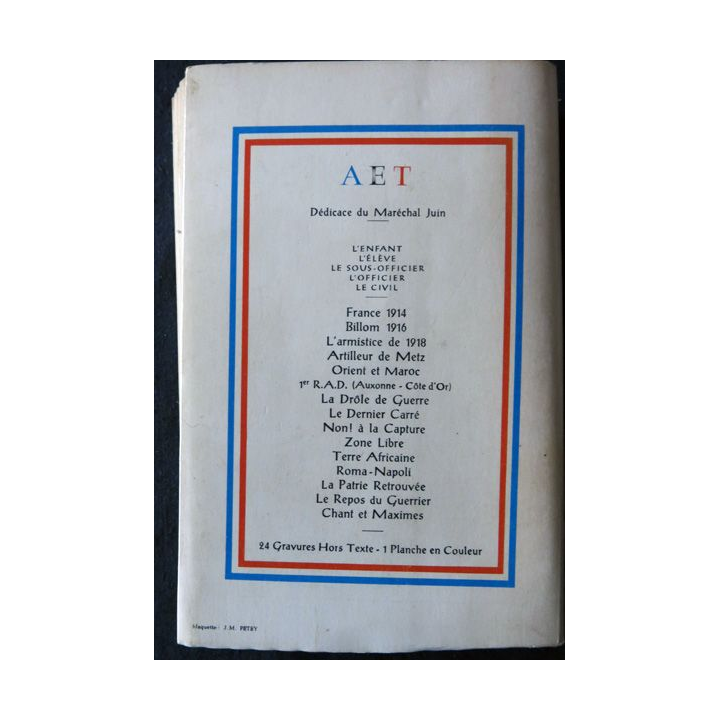 AET
Dédicace du Maréchal Juin
L'ENFANT
L'ÉLÈVE
LE SOUS-OFFICIER
L'OFFICIER
LE CIVIL
France 1914
Billom 1916
L'armistice de 1918
Artilleur de Metz
Orient et Maroc
1er R.A.D. (Auxonne - Côte d'Or)
La Drôle de Guerre
Le Dernier Carré
Non! à la Capture
Zone Libre
Terre Africaine
Roma-Napoli
La Patrie Retrouvée
Le Repos du Guerrier
Chant et Maximes
24 Gravures Hors Texte - 1 Planche en Couleur
Maquette : J.M. PETEY